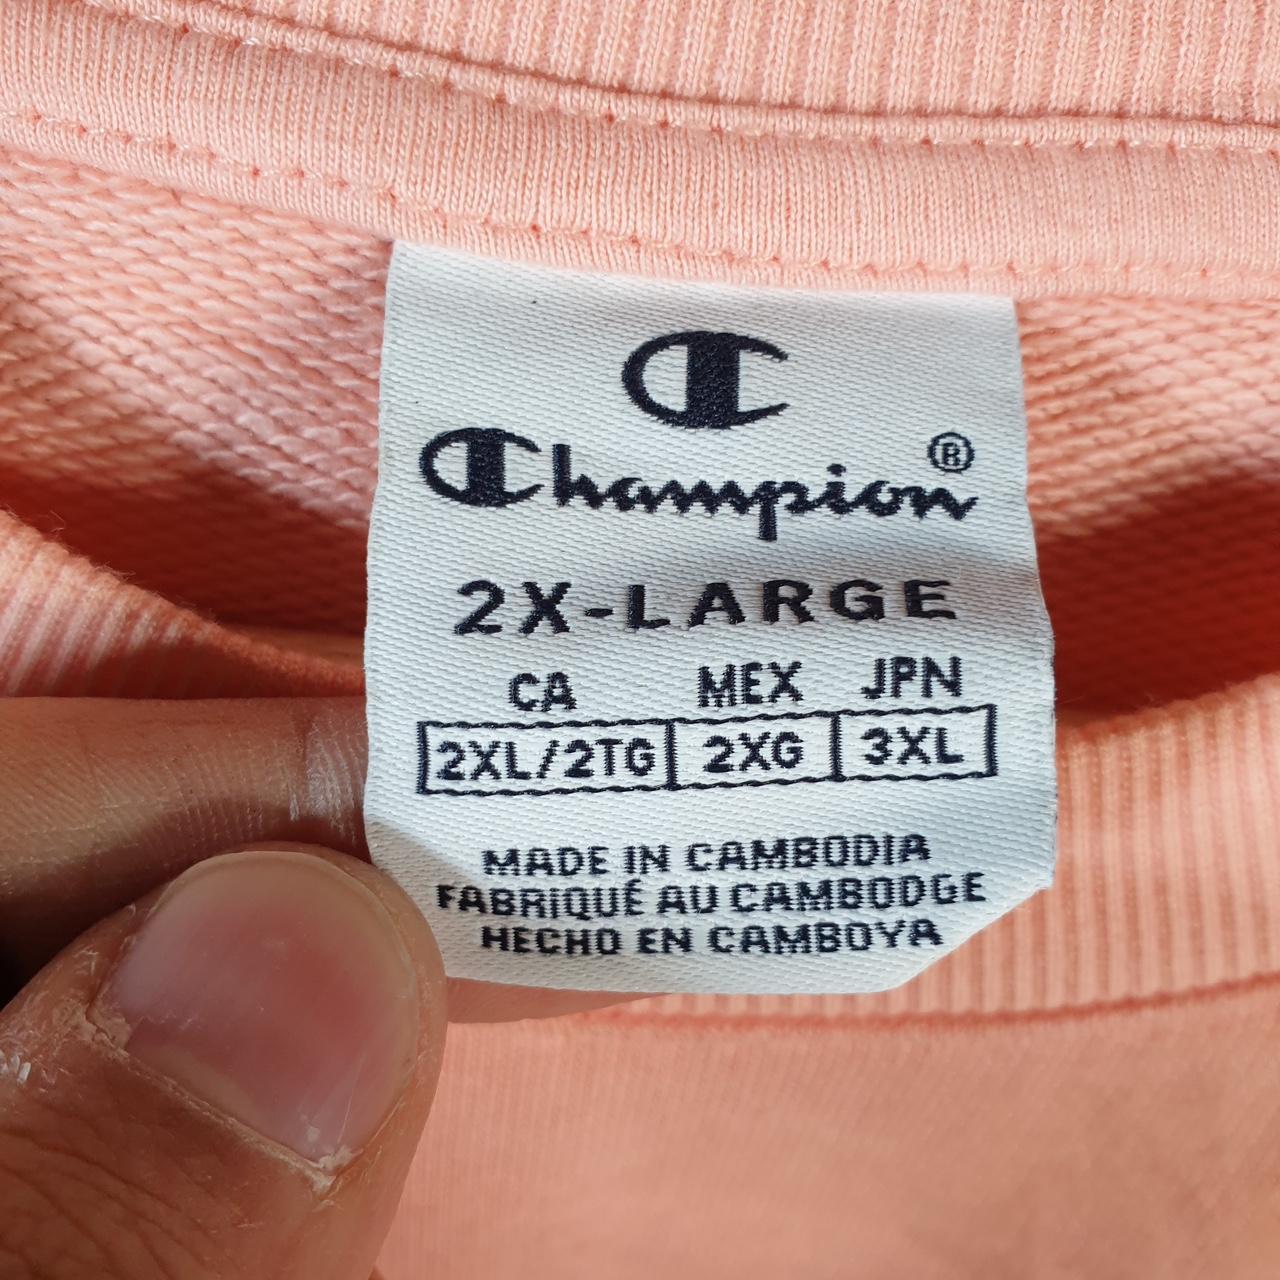 Champion®
2X-LARGE
CA MEX JPN
2XL/2TG 2XG 3XL
MADE IN CAMBODIA
FABRIQUÉ AU CAMBODGE
HECHO EN CAMBOYA